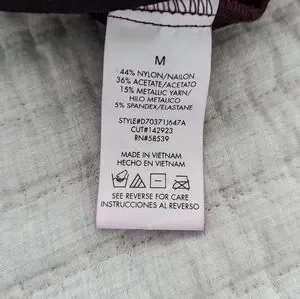 M
44% NYLON/NAILON
36% ACETATE/ACETATO
15% METALLIC YARN/
HILO METALICO
5% SPANDEX/ELASTANE
STYLE#D70371J647A
CUT#142923
RN#58539
MADE IN VIETNAM
HECHO EN VIETNAM
SEE REVERSE FOR CARE
INSTRUCCIONES AL REVERSO